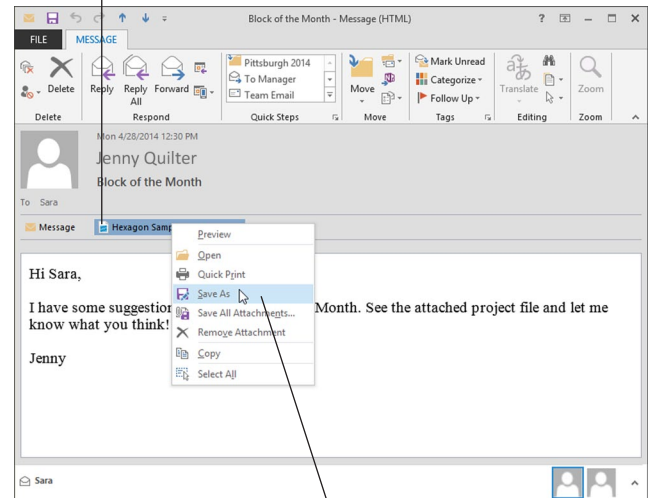 Block of the Month - Message (HTML)
?
FILE MESSAGE
Delete
Reply Reply All Forward
Pittsburgh 2014
To Manager
Team Email
Move
Mark Unread
Categorize
Follow Up
Translate
Zoom
Delete Respond Quick Steps Move Tags Editing Zoom
Mon 4/28/2014 12:30 PM
Jenny Quilter
Block of the Month
To Sara
Message Hexagon Samp
Preview
Open
Quick Print
Save As
Save All Attachments...
Remove Attachment
Copy
Select All
Hi Sara,
I have some suggestion Month. See the attached project file and let me
know what you think!
Jenny
Sara